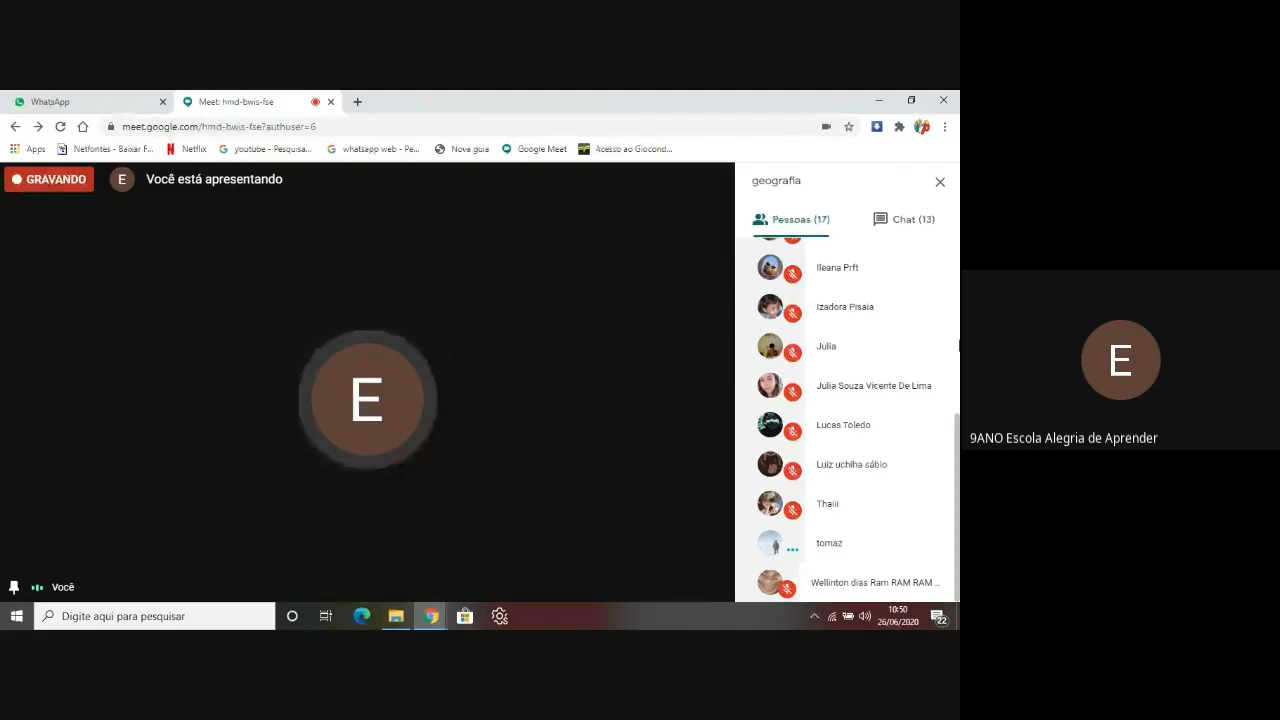 WhatsApp
Meet: hmd-bwis-fse
meet.google.com/hmd-bwis-fse?authuser=6
Apps
Netfontes - Baixar F...
Netflix
youtube - Pesquisa...
whatsapp web - Pe...
Nova guia
Google Meet
Acesso ao Giocond...
GRAVANDO
E
Você está apresentando
geografia
Pessoas (17)
Chat (13)
Ileana Prft
Izadora Pisaia
Julia
Julia Souza Vicente De Lima
Lucas Toledo
Luiz uchiha sábio
Thaiii
tomaz
Wellinton dias Ram RAM RAM ...
E
Você
E
9ANO Escola Alegria de Aprender
Digite aqui para pesquisar
10:50
26/06/2020
22